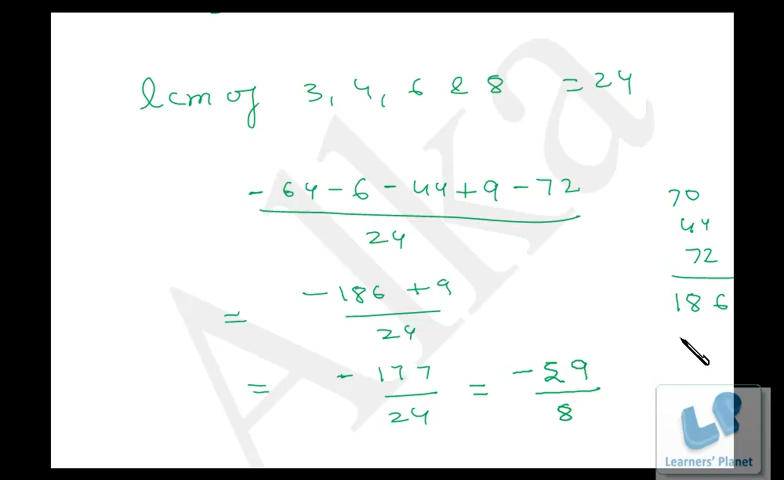 lcm of 3, 4, 6 & 8 = 24
- 64 - 6 - 44 + 9 - 72
24
= - 186 + 9
24
= - 177 = - 59
24 8
70
44
72
186
Alka
LP
Learners' Planet